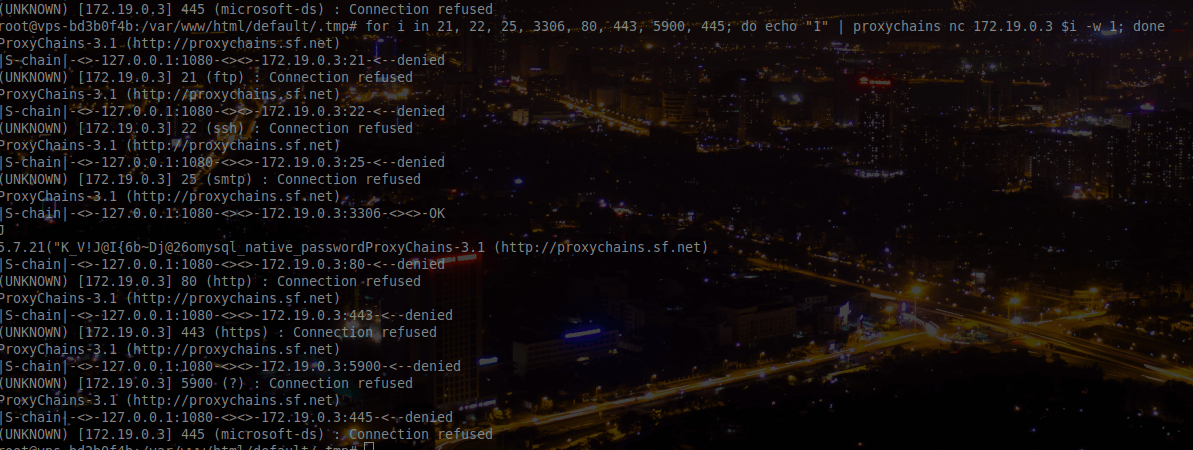 (UNKNOWN) [172.19.0.3] 445 (microsoft-ds) : Connection refused
root@vps-bd3b0f4b:/var/www/html/default/.tmp# for i in 21, 22, 25, 3306, 80, 443, 5900, 445; do echo "1" | proxychains nc 172.19.0.3 $i -w 1; done
ProxyChains-3.1 (http://proxychains.sf.net)
|S-chain|-<>-127.0.0.1:1080-<><>-172.19.0.3:21-<--denied
(UNKNOWN) [172.19.0.3] 21 (ftp) : Connection refused
ProxyChains-3.1 (http://proxychains.sf.net)
|S-chain|-<>-127.0.0.1:1080-<><>-172.19.0.3:22-<--denied
(UNKNOWN) [172.19.0.3] 22 (ssh) : Connection refused
ProxyChains-3.1 (http://proxychains.sf.net)
|S-chain|-<>-127.0.0.1:1080-<><>-172.19.0.3:25-<--denied
(UNKNOWN) [172.19.0.3] 25 (smtp) : Connection refused
ProxyChains-3.1 (http://proxychains.sf.net)
|S-chain|-<>-127.0.0.1:1080-<><>-172.19.0.3:3306-<><>-OK
J
5.7.21("K_V!J@I{6b~Dj@26omysql_native_passwordProxyChains-3.1 (http://proxychains.sf.net)
|S-chain|-<>-127.0.0.1:1080-<><>-172.19.0.3:80-<--denied
(UNKNOWN) [172.19.0.3] 80 (http) : Connection refused
ProxyChains-3.1 (http://proxychains.sf.net)
|S-chain|-<>-127.0.0.1:1080-<><>-172.19.0.3:443-<--denied
(UNKNOWN) [172.19.0.3] 443 (https) : Connection refused
ProxyChains-3.1 (http://proxychains.sf.net)
|S-chain|-<>-127.0.0.1:1080-<><>-172.19.0.3:5900-<--denied
(UNKNOWN) [172.19.0.3] 5900 (?) : Connection refused
ProxyChains-3.1 (http://proxychains.sf.net)
|S-chain|-<>-127.0.0.1:1080-<><>-172.19.0.3:445-<--denied
(UNKNOWN) [172.19.0.3] 445 (microsoft-ds) : Connection refused
root@vps-bd3b0f4b:/var/www/html/default/.tmp#